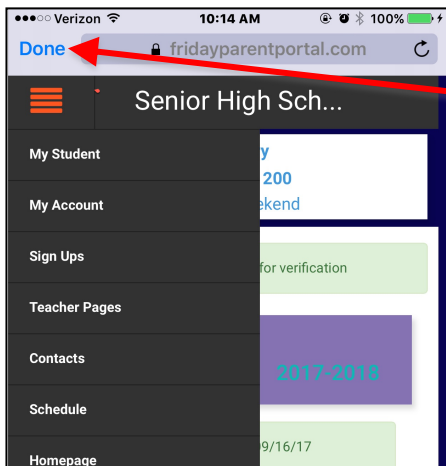 Verizon 10:14 AM 100%
Done fridayparentportal.com
Senior High Sch...
My Student
y
200
My Account
ekend
Sign Ups
for verification
Teacher Pages
Contacts
2017-2018
Schedule
9/16/17
Homepage